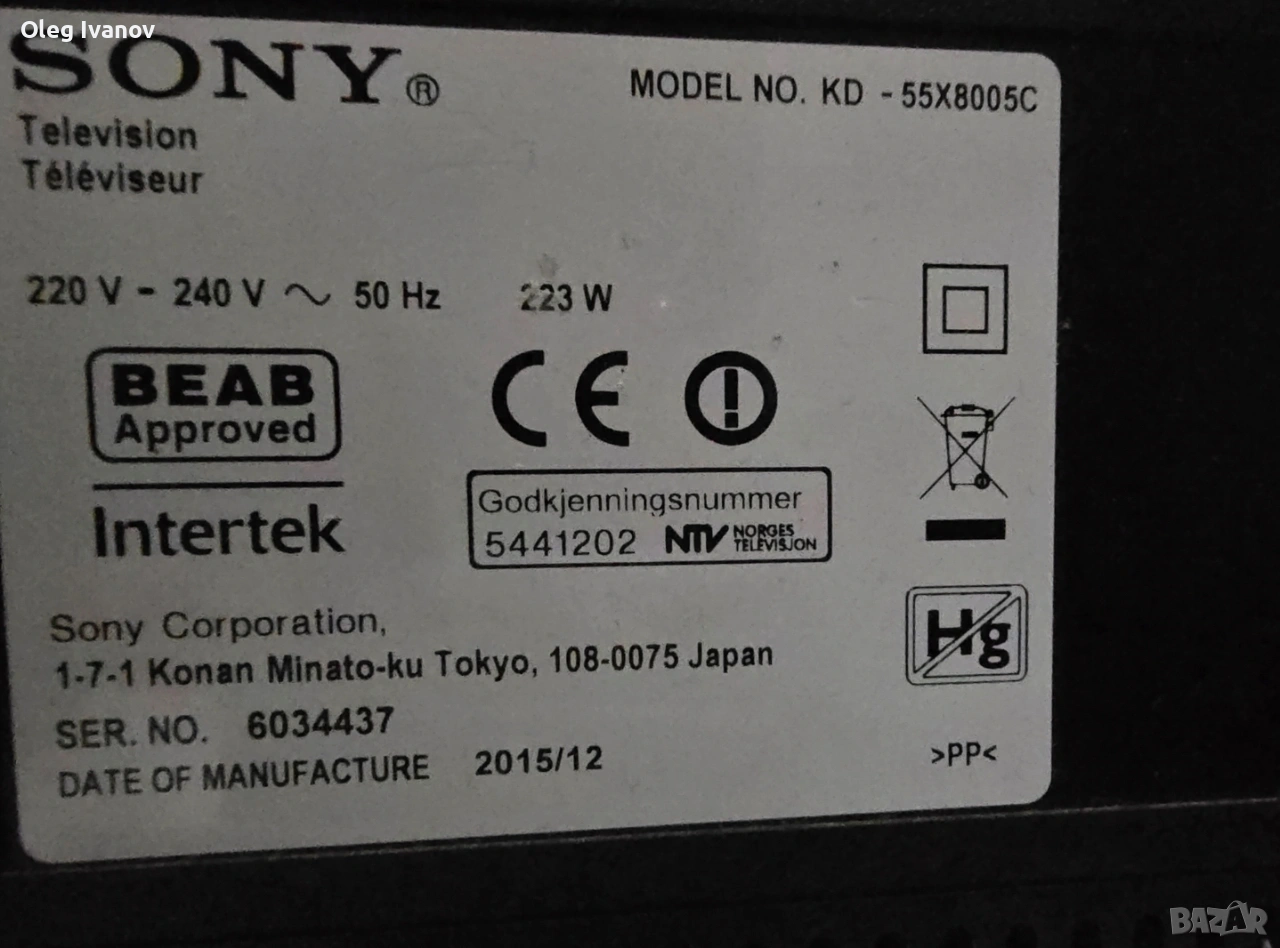 Oleg Ivanov
SONY®
MODEL NO. KD - 55X8005C
Television
Téléviseur
220 V - 240 V ~ 50 Hz 223 W
BEAB
Approved
Intertek
CE
Godkjenningsnummer
5441202 NTV NORGES TELEVISJON
Hg
Sony Corporation,
1-7-1 Konan Minato-ku Tokyo, 108-0075 Japan
SER. NO. 6034437
DATE OF MANUFACTURE 2015/12
>PP<
BAZAR